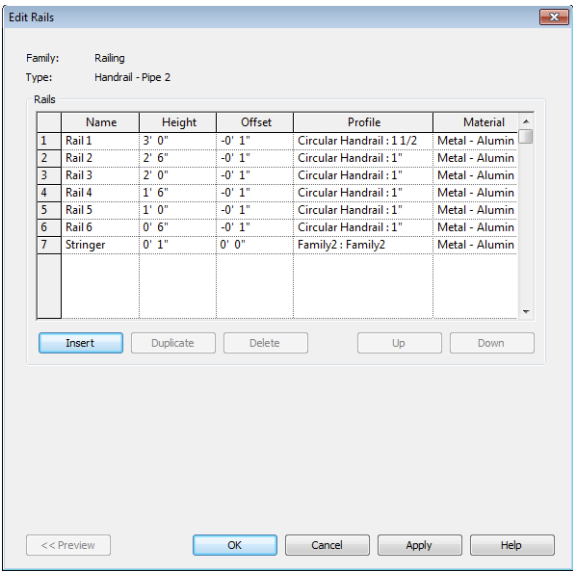 Edit Rails
Family: Railing
Type: Handrail - Pipe 2
Rails
Name Height Offset Profile Material
1 Rail 1 3' 0" -0' 1" Circular Handrail : 1 1/2 Metal - Alumin
2 Rail 2 2' 6" -0' 1" Circular Handrail : 1" Metal - Alumin
3 Rail 3 2' 0" -0' 1" Circular Handrail : 1" Metal - Alumin
4 Rail 4 1' 6" -0' 1" Circular Handrail : 1" Metal - Alumin
5 Rail 5 1' 0" -0' 1" Circular Handrail : 1" Metal - Alumin
6 Rail 6 0' 6" -0' 1" Circular Handrail : 1" Metal - Alumin
7 Stringer 0' 1" 0' 0" Family2 : Family2 Metal - Alumin
Insert Duplicate Delete Up Down
<< Preview OK Cancel Apply Help